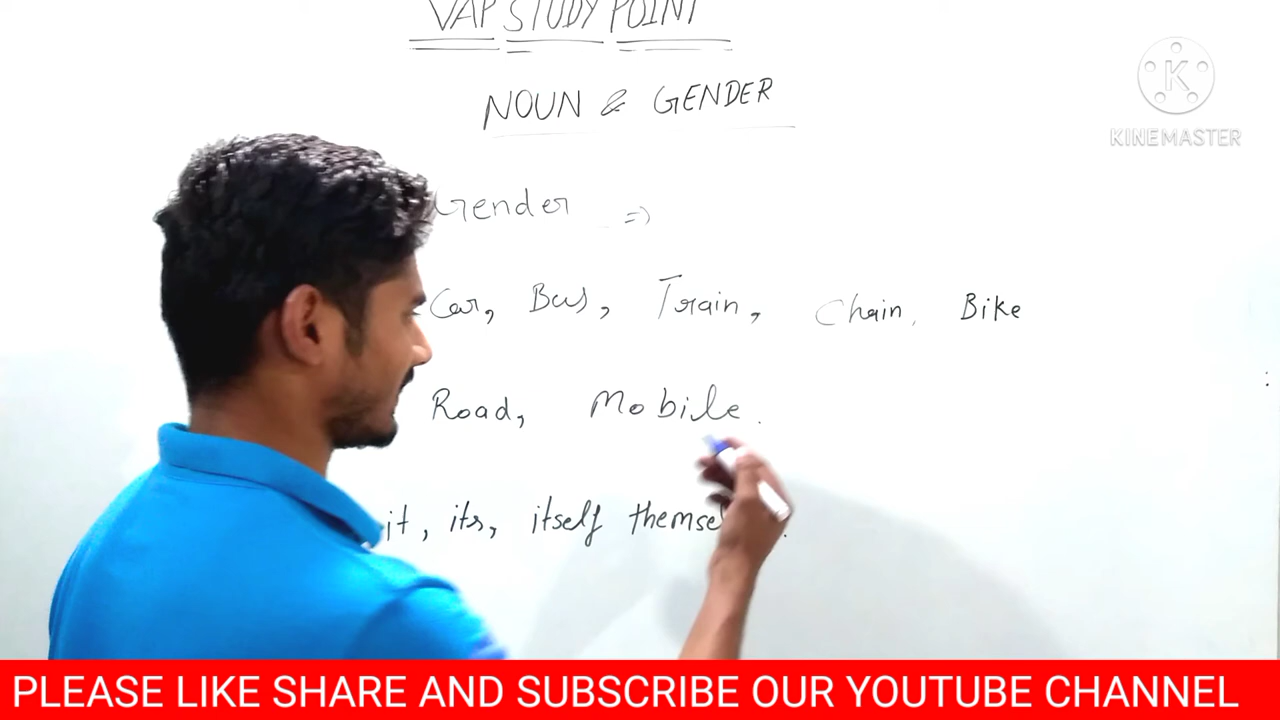 VAP STUDY POINT
NOUN & GENDER
KINEMASTER
Gender =>
Car, Bus, Train, Chain, Bike
Road, Mobile.
it, its, itself
PLEASE LIKE SHARE AND SUBSCRIBE OUR YOUTUBE CHANNEL